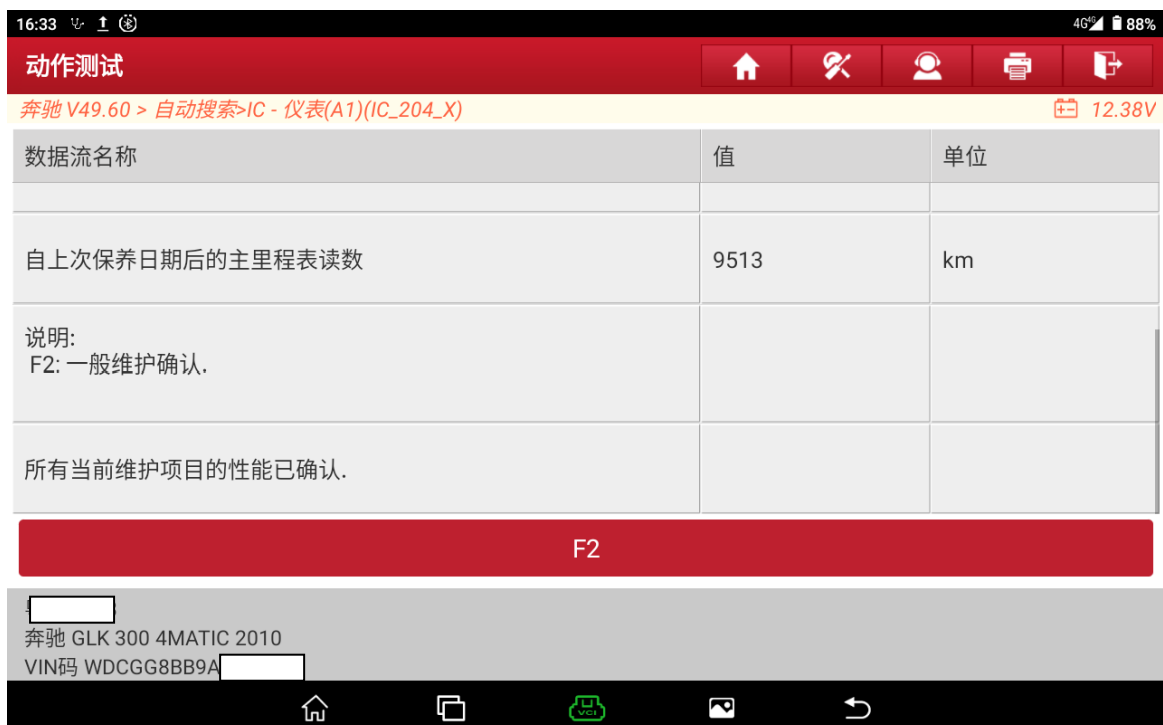 16:33
4G 4G 88%
动作测试
奔驰 V49.60 > 自动搜索>IC - 仪表(A1)(IC_204_X)
12.38V
数据流名称 值 单位
自上次保养日期后的主里程表读数 9513 km
说明:
F2: 一般维护确认.
所有当前维护项目的性能已确认.
F2
奔驰 GLK 300 4MATIC 2010
VIN码 WDCGG8BB9A
VCI